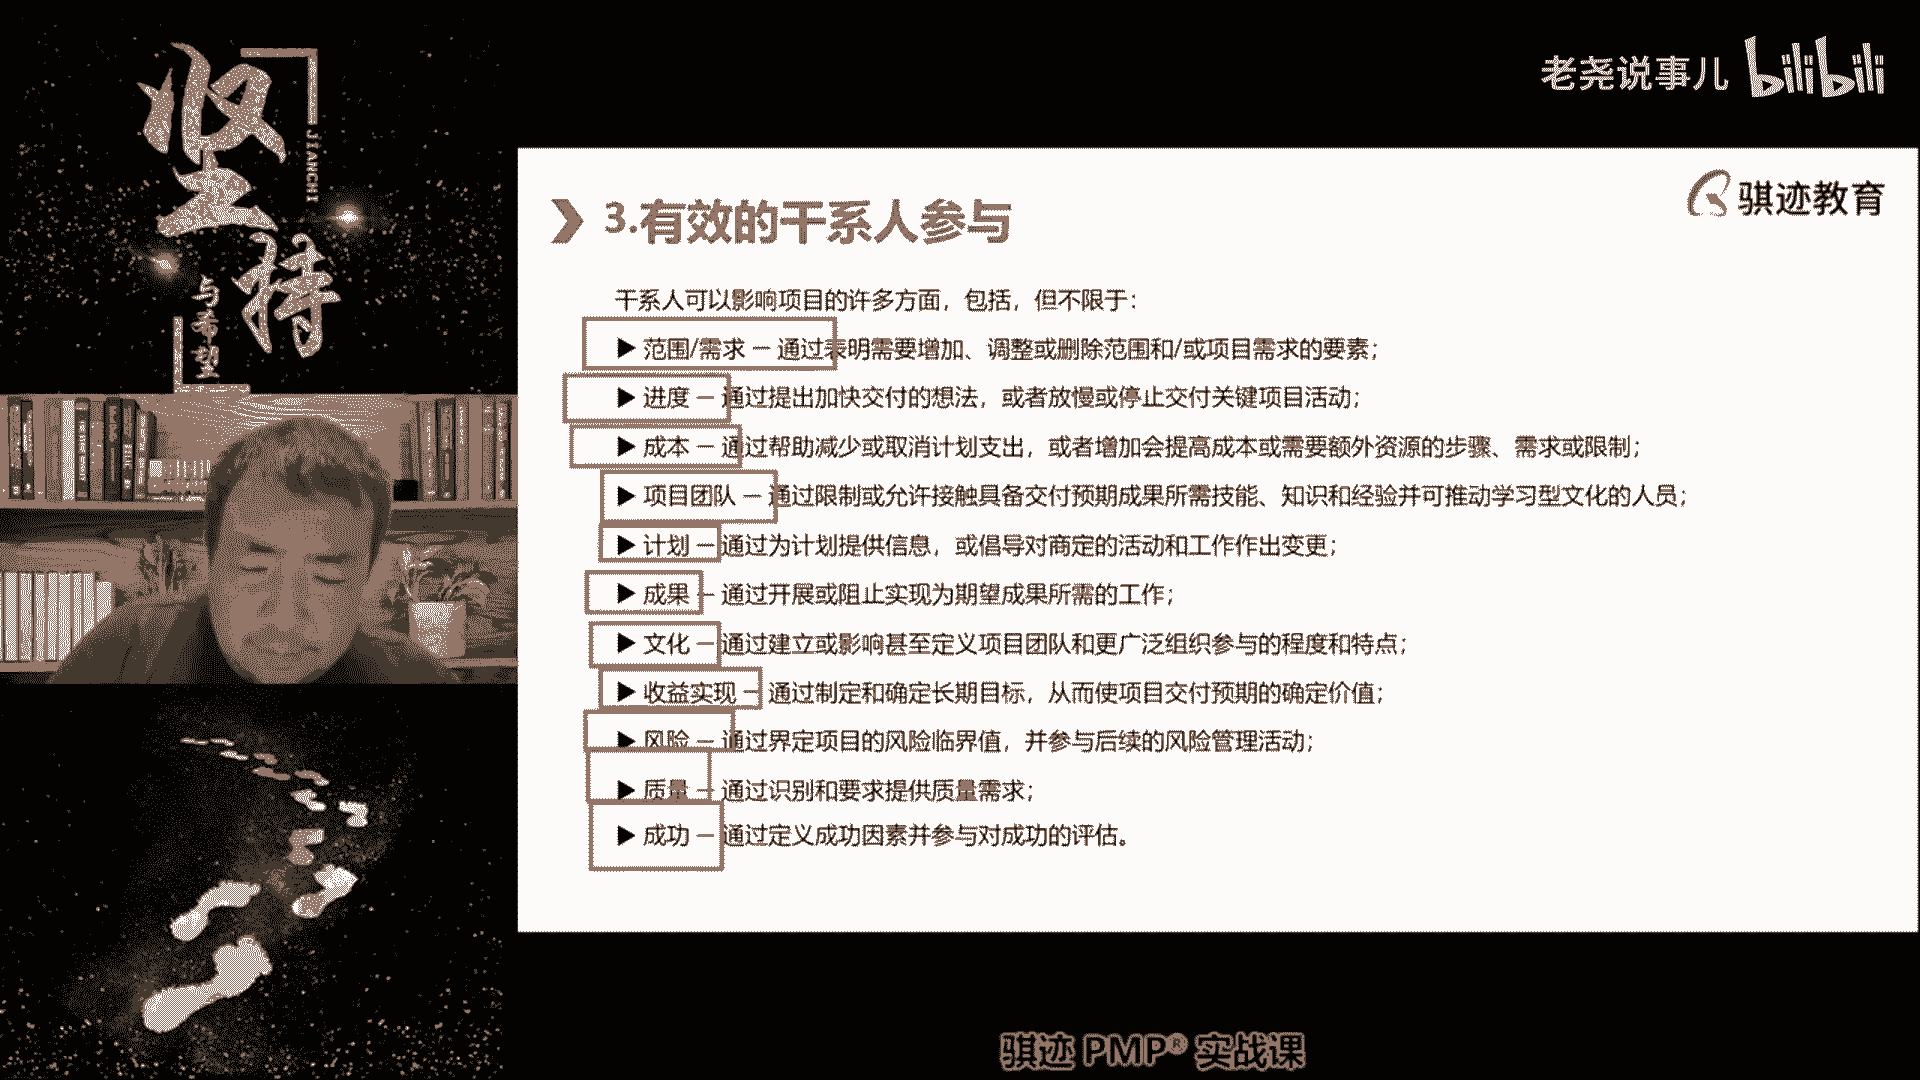 坚持
JIANCHI
与希望
老尧说事儿 bilibili
骐迹教育
3.有效的干系人参与
干系人可以影响项目的许多方面，包括，但不限于：
▶ 范围/需求 — 通过表明需要增加、调整或删除范围和/或项目需求的要素；
▶ 进度 — 通过提出加快交付的想法，或者放慢或停止交付关键项目活动；
▶ 成本 — 通过帮助减少或取消计划支出，或者增加会提高成本或需要额外资源的步骤、需求或限制；
▶ 项目团队 — 通过限制或允许接触具备交付预期成果所需技能、知识和经验并可推动学习型文化的人员；
▶ 计划 — 通过为计划提供信息，或倡导对商定的活动和工作作出变更；
▶ 成果 — 通过开展或阻止实现为期望成果所需的工作；
▶ 文化 — 通过建立或影响甚至定义项目团队和更广泛组织参与的程度和特点；
▶ 收益实现 — 通过制定和确定长期目标，从而使项目交付预期的确定价值；
▶ 风险 — 通过界定项目的风险临界值，并参与后续的风险管理活动；
▶ 质量 — 通过识别和要求提供质量需求；
▶ 成功 — 通过定义成功因素并参与对成功的评估。
骐迹 PMP® 实战课